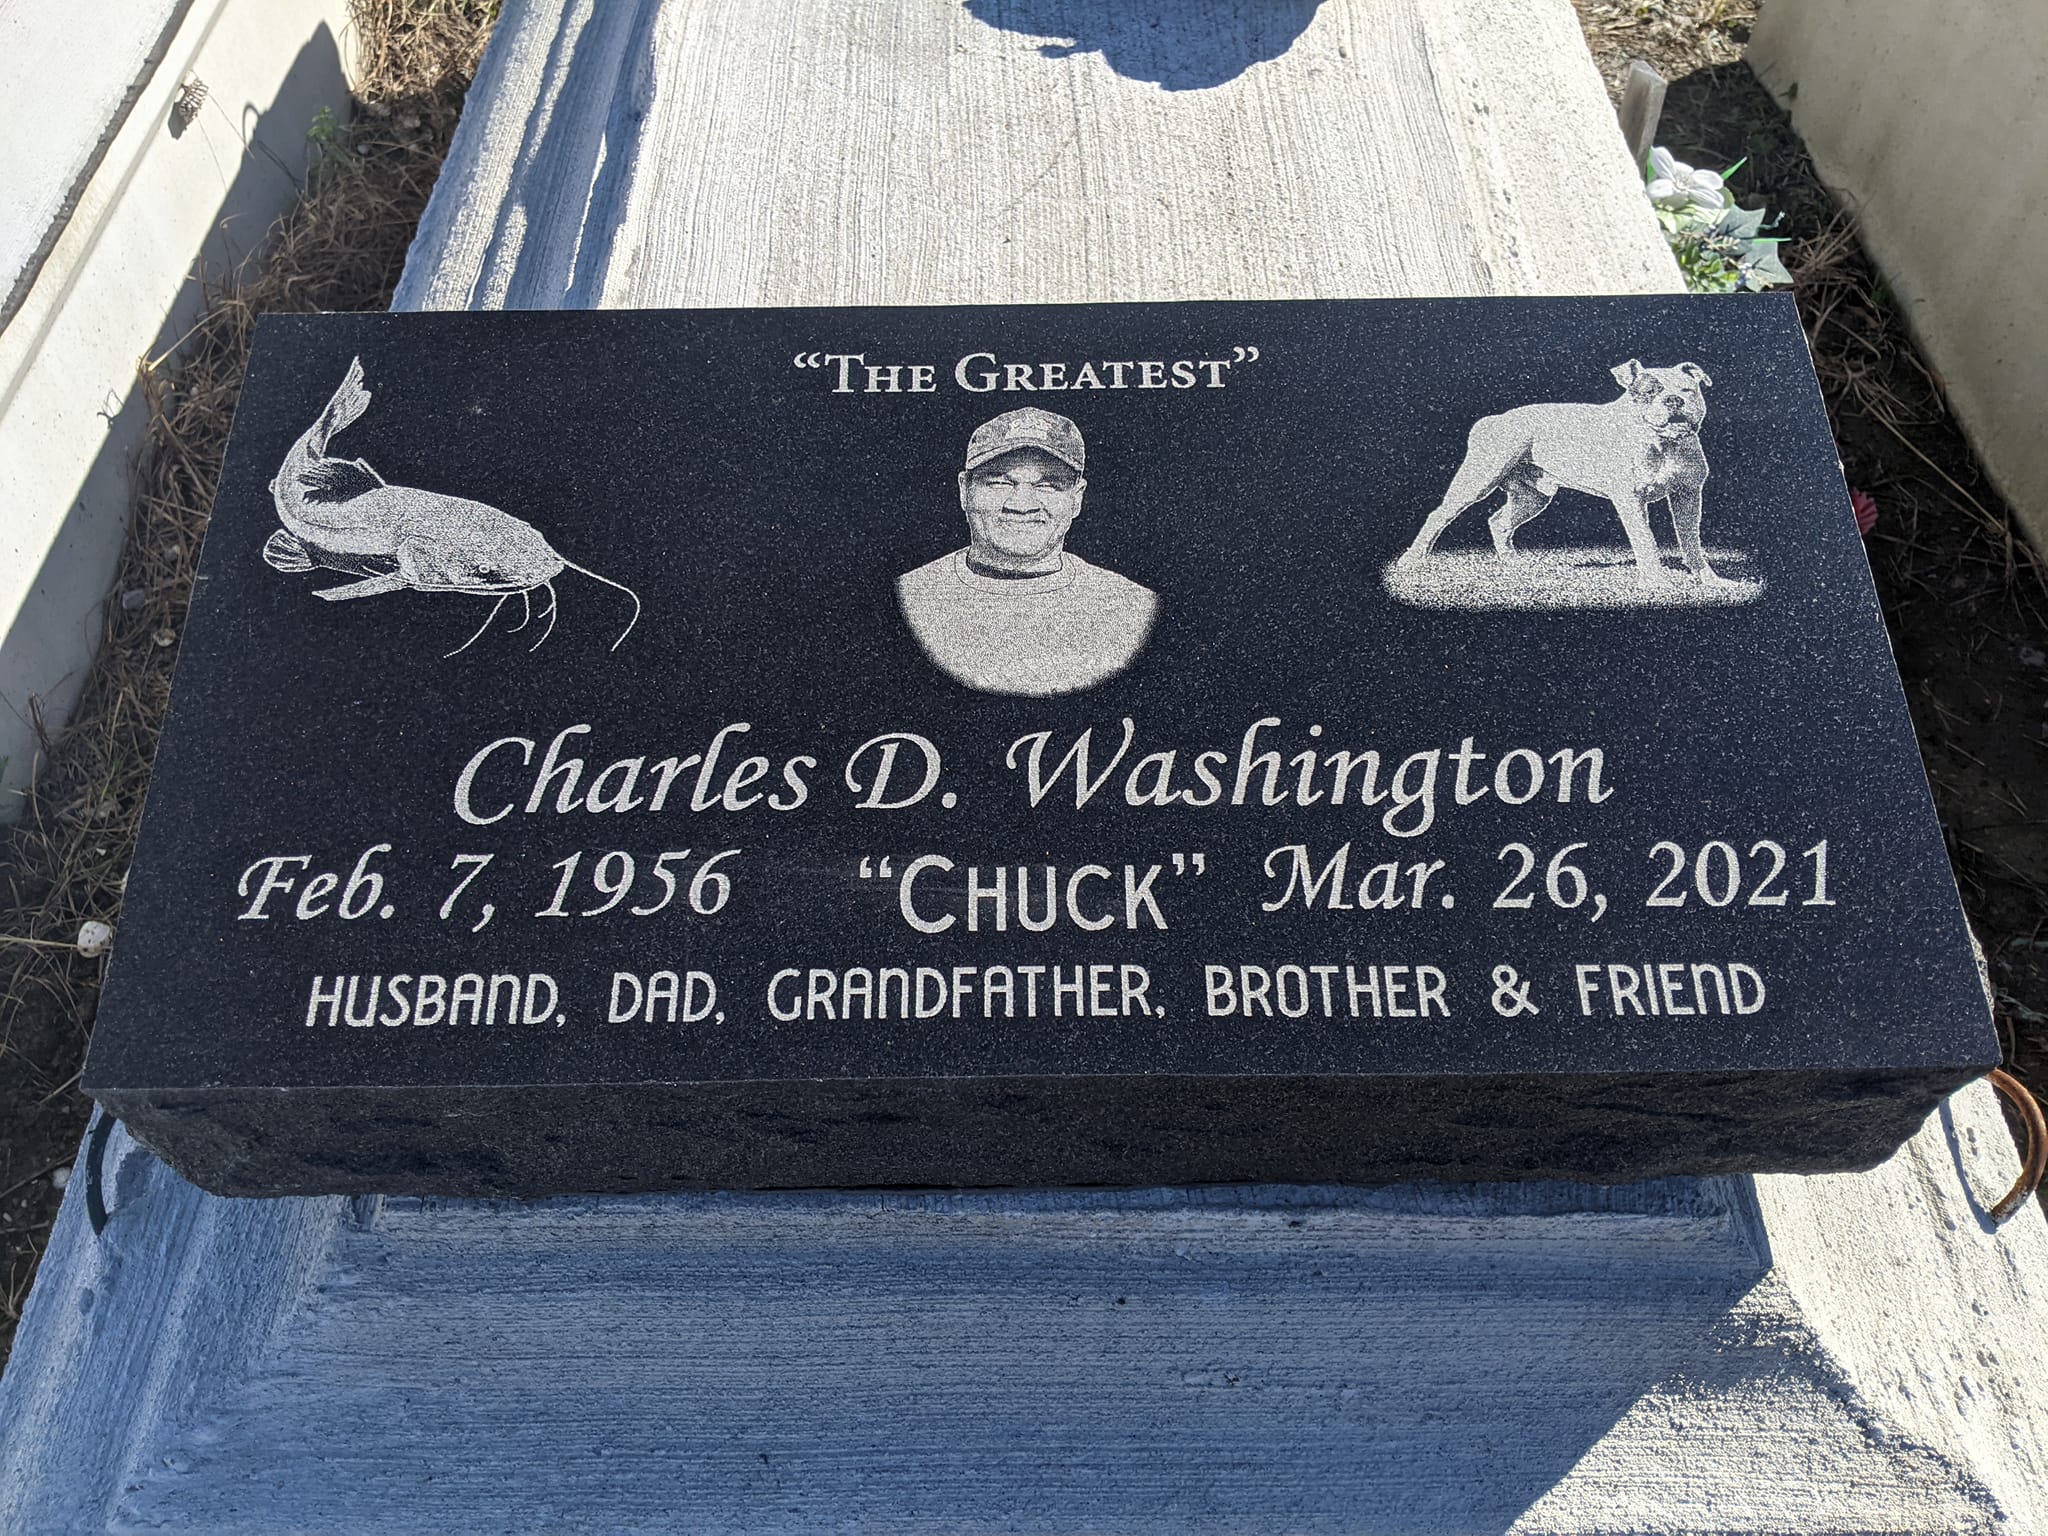 “THE GREATEST”
Charles D. Washington
Feb. 7, 1956 “CHUCK” Mar. 26, 2021
HUSBAND, DAD, GRANDFATHER, BROTHER & FRIEND